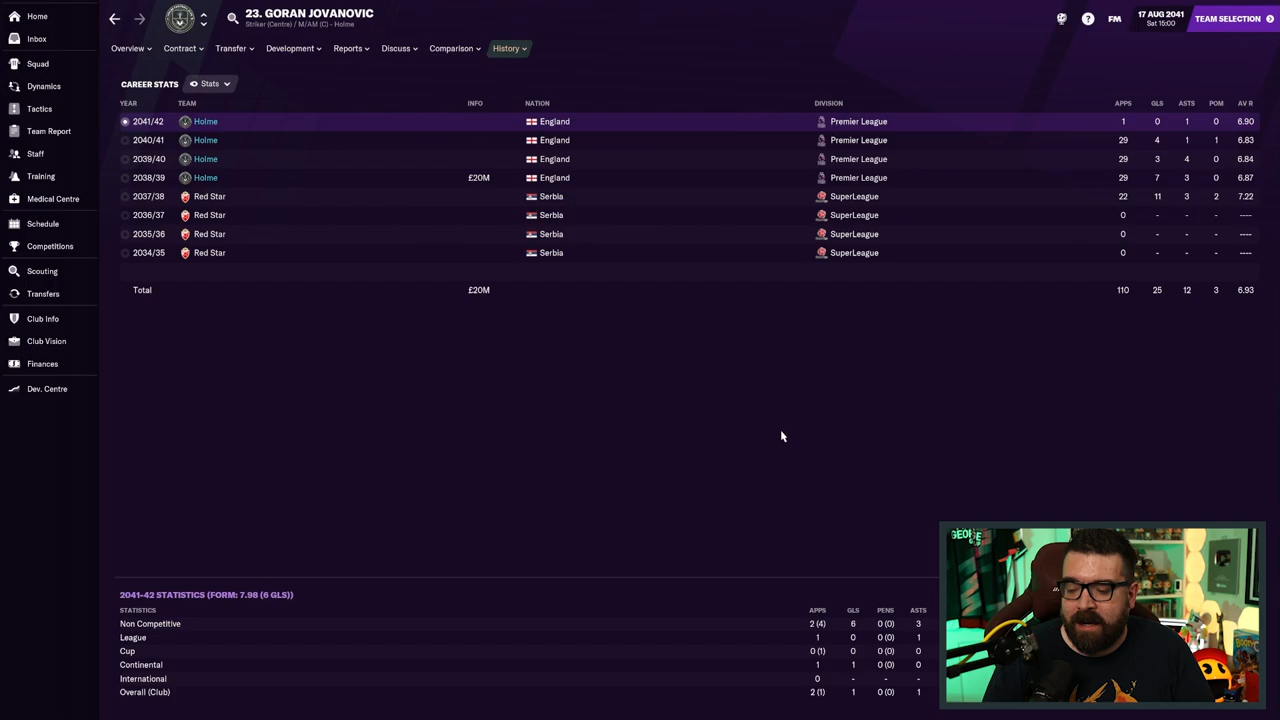 23. GORAN JOVANOVIC
Striker (Centre) / M/AM (C) - Holme
FM
17 AUG 2041
Sat 15:00
TEAM SELECTION
Home
Inbox
Squad
Dynamics
Tactics
Team Report
Staff
Training
Medical Centre
Schedule
Competitions
Scouting
Transfers
Club Info
Club Vision
Finances
Dev. Centre
Overview Contract Transfer Development Reports Discuss Comparison History
CAREER STATS Stats
YEAR TEAM INFO NATION DIVISION APPS GLS ASTS POM AV R
2041/42 Holme England Premier League 1 0 1 0 6.90
2040/41 Holme England Premier League 29 4 1 1 6.83
2039/40 Holme England Premier League 29 3 4 0 6.84
2038/39 Holme £20M England Premier League 29 7 3 0 6.87
2037/38 Red Star Serbia SuperLeague 22 11 3 2 7.22
2036/37 Red Star Serbia SuperLeague 0 - - - ----
2035/36 Red Star Serbia SuperLeague 0 - - - ----
2034/35 Red Star Serbia SuperLeague 0 - - - ----
Total £20M 110 25 12 3 6.93
2041-42 STATISTICS (FORM: 7.98 (6 GLS))
STATISTICS APPS GLS PENS ASTS
Non Competitive 2 (4) 6 0 (0) 3
League 1 0 0 (0) 1
Cup 0 (1) 0 0 (0) 0
Continental 1 1 0 (0) 0
International 0 - - -
Overall (Club) 2 (1) 1 0 (0) 1